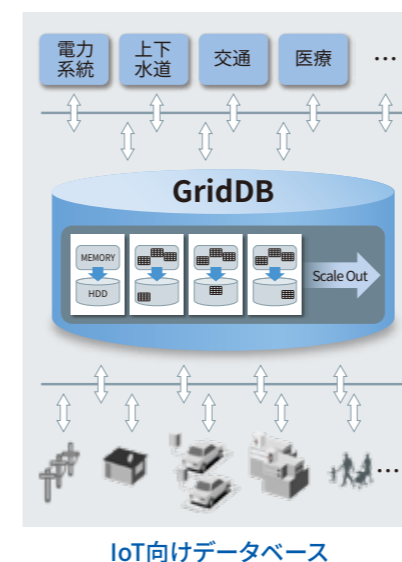 電力
系統
上下
水道
交通
医療
…
GridDB
MEMORY
HDD
Scale Out
…
IoT向けデータベース